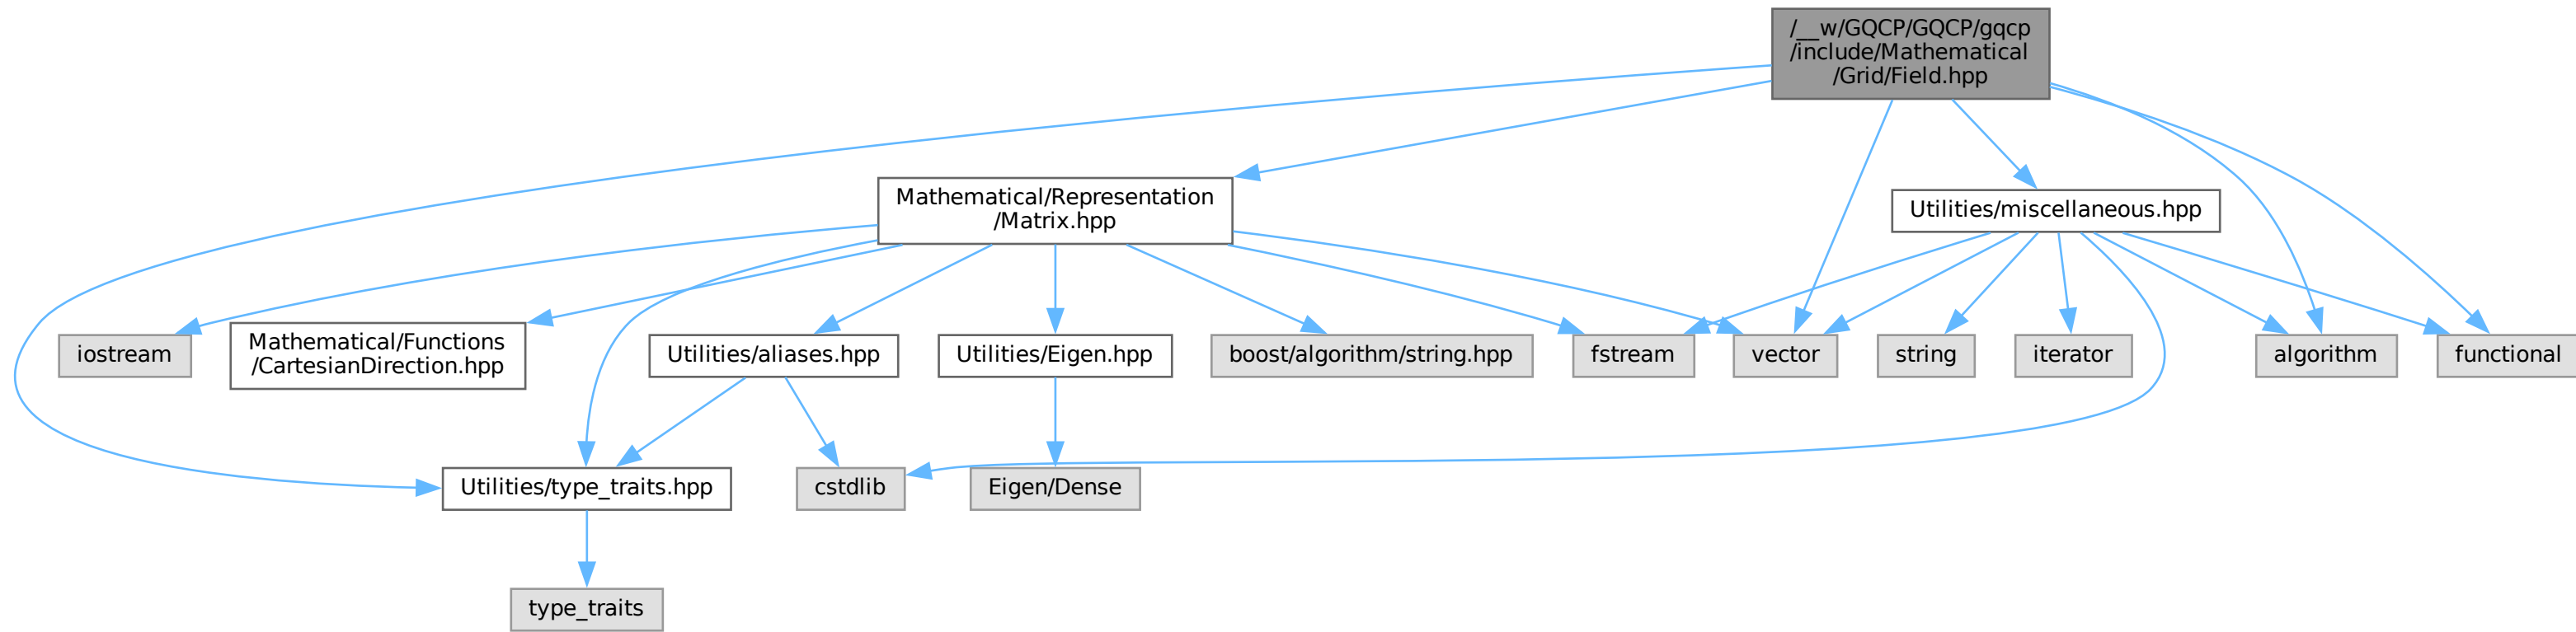 /__w/GQCP/GQCP/gqcp
/include/Mathematical
/Grid/Field.hpp
Mathematical/Representation
/Matrix.hpp
Utilities/miscellaneous.hpp
iostream
Mathematical/Functions
/CartesianDirection.hpp
Utilities/aliases.hpp
Utilities/Eigen.hpp
boost/algorithm/string.hpp
fstream
vector
string
iterator
algorithm
functional
Utilities/type_traits.hpp
cstdlib
Eigen/Dense
type_traits